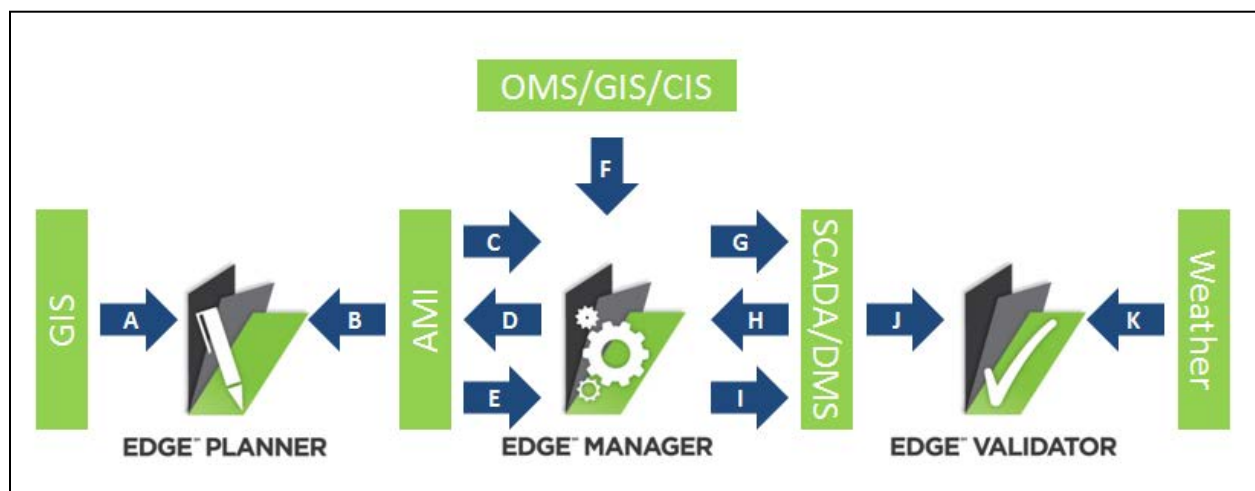 OMS/GIS/CIS
F
GIS
A
B
AMI
C
D
E
G
H
I
SCADA/DMS
J
K
Weather
EDGE™ PLANNER
EDGE™ MANAGER
EDGE™ VALIDATOR